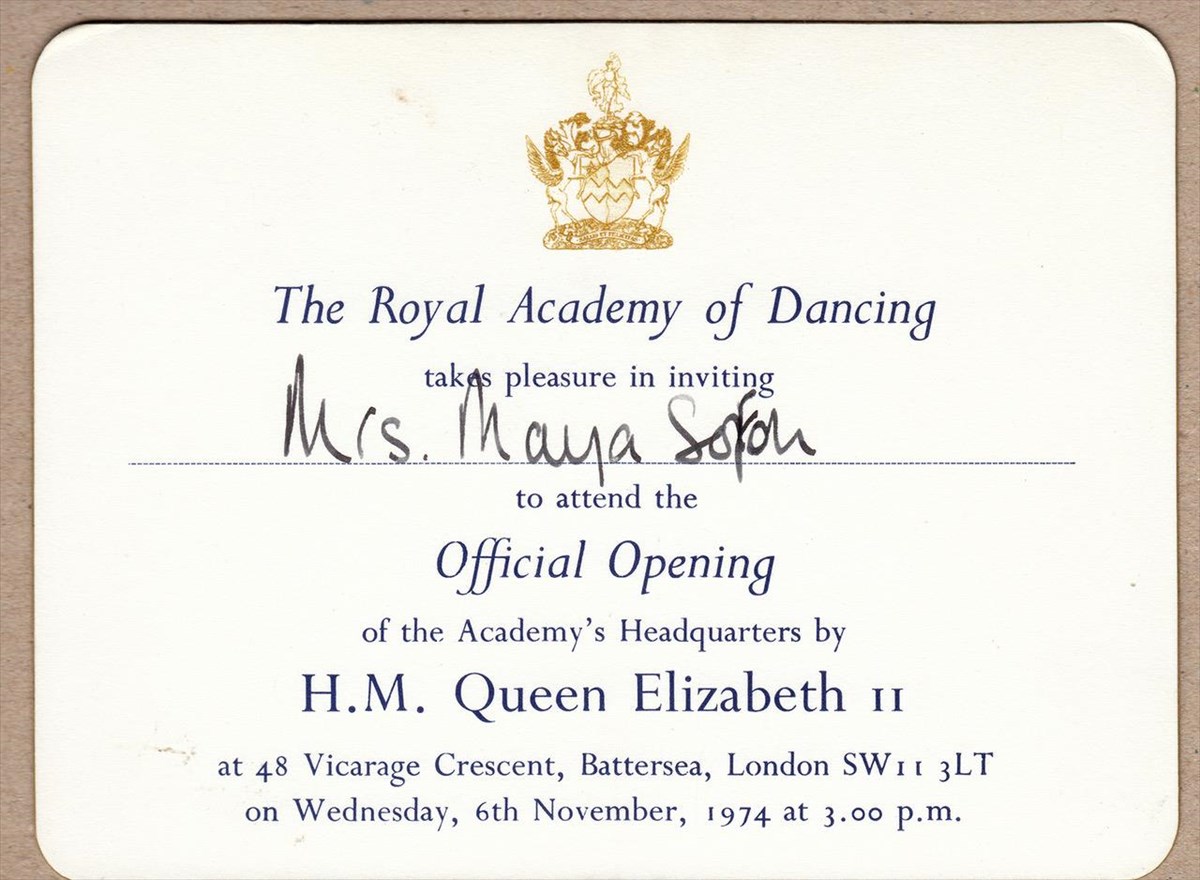 The Royal Academy of Dancing
takes pleasure in inviting
Mrs. Maya
to attend the
Official Opening
of the Academy's Headquarters by
H.M. Queen Elizabeth II
at 48 Vicarage Crescent, Battersea, London SW11 3LT
on Wednesday, 6th November, 1974 at 3.00 p.m.